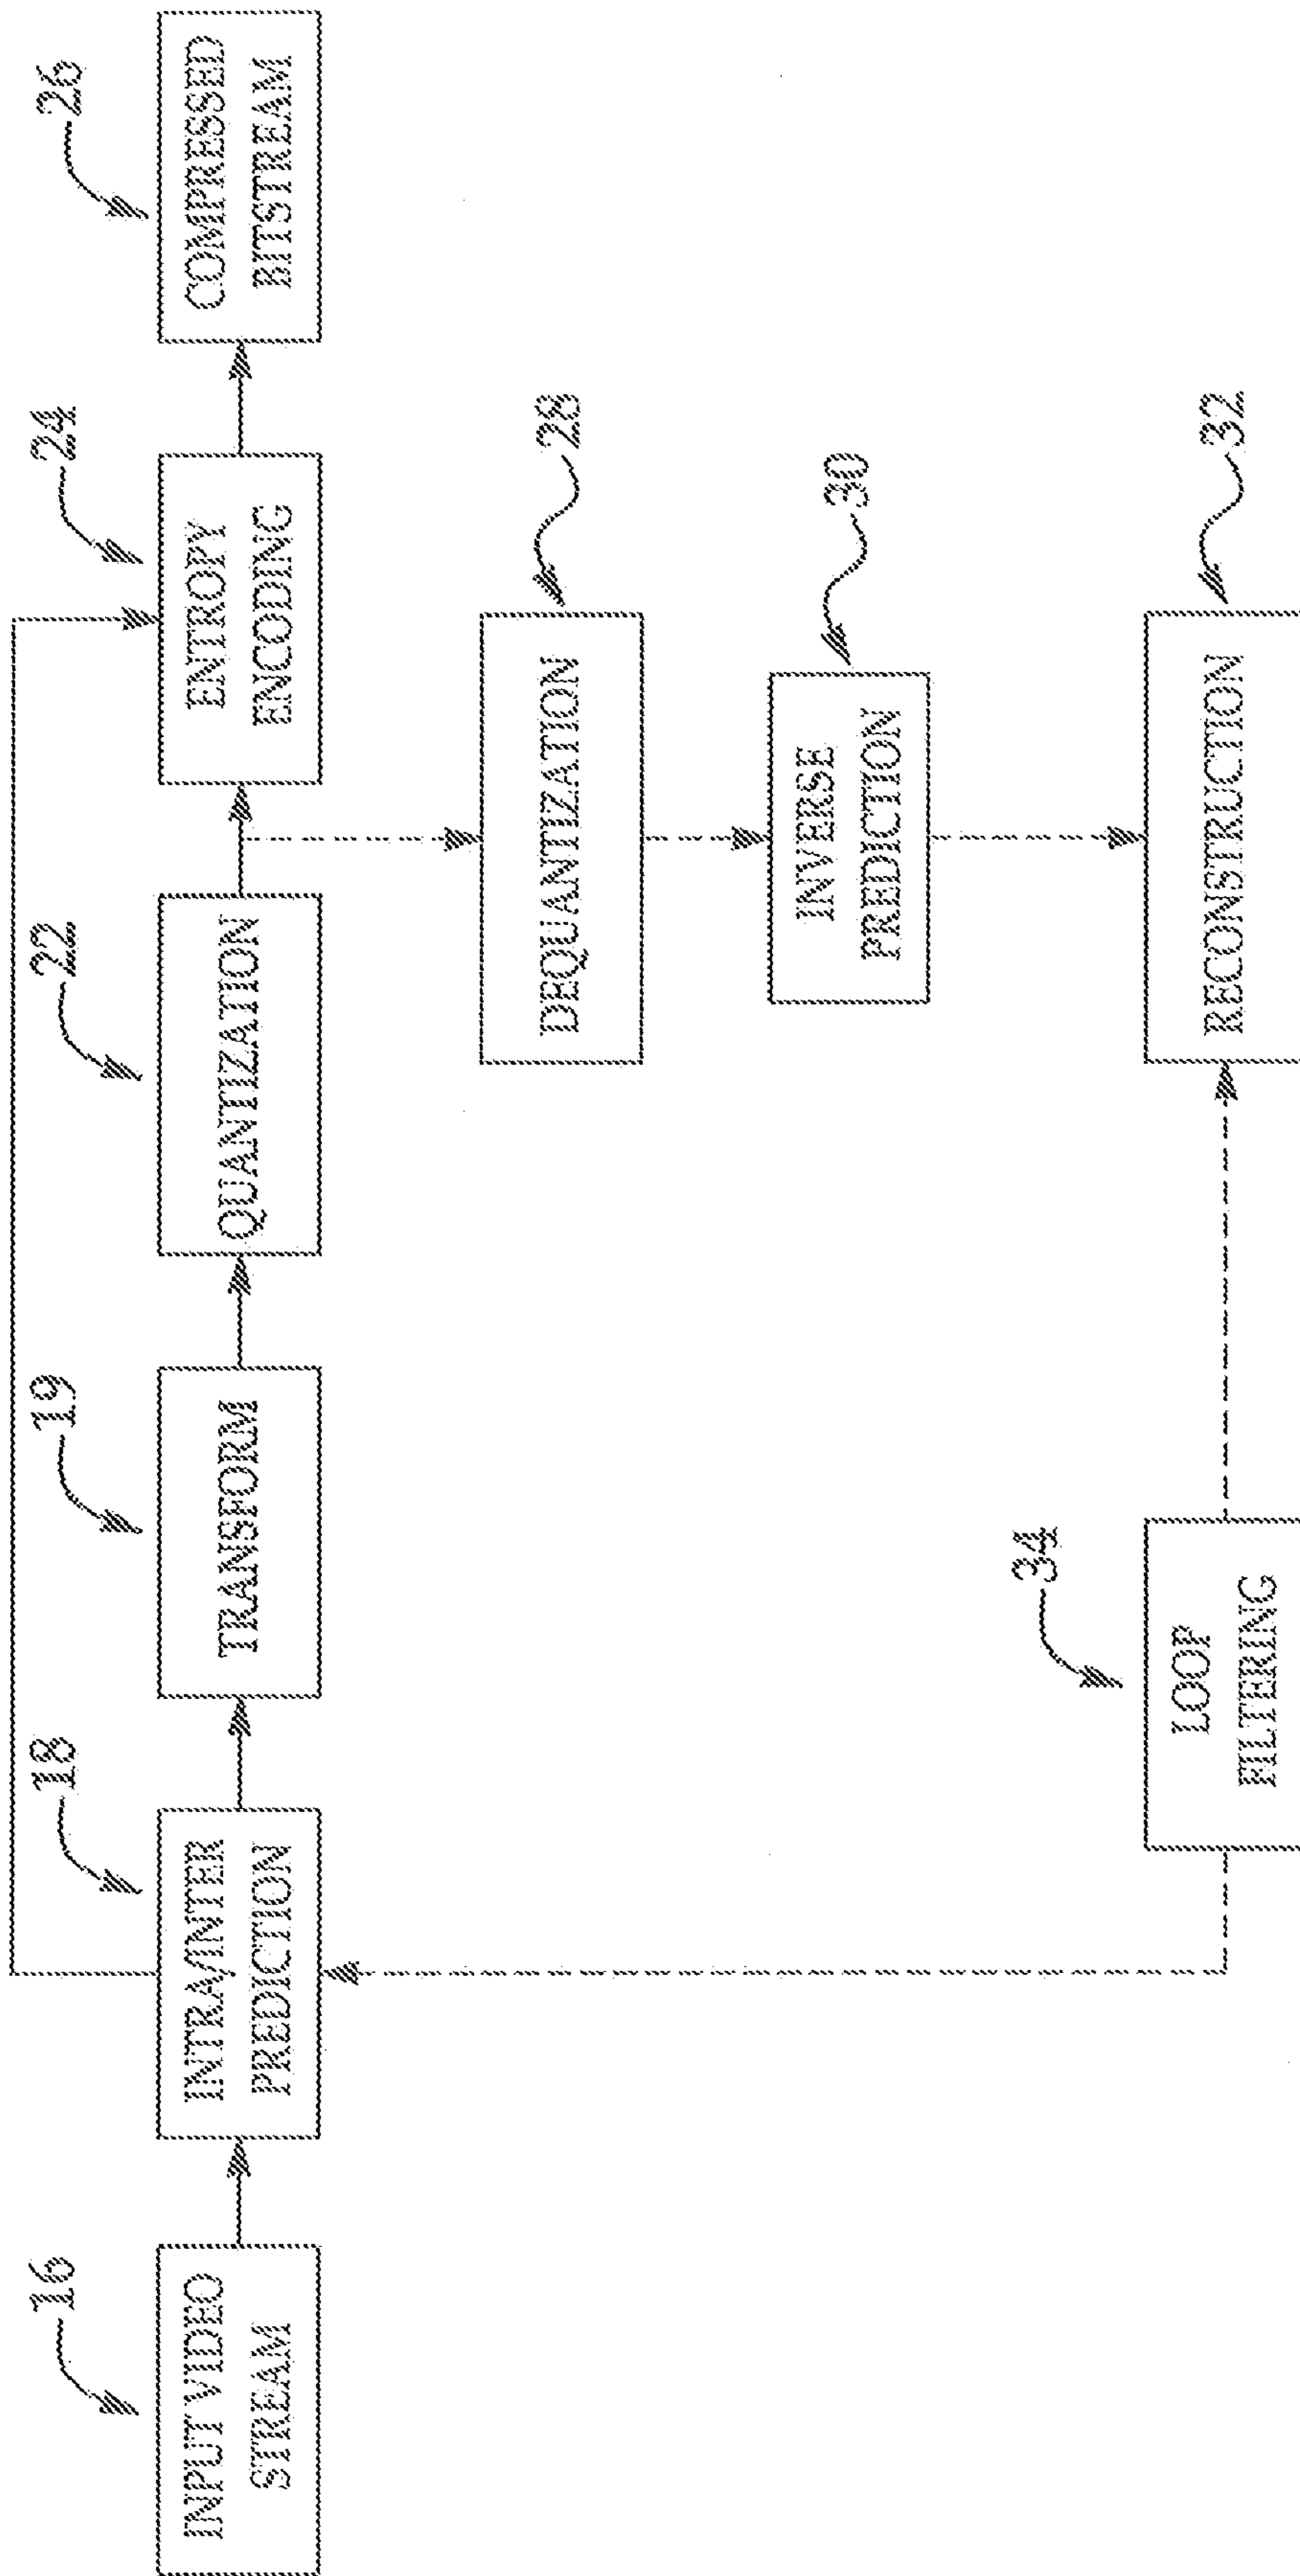 16
INPUT VIDEO
STREAM
18
INTRA/INTER
PREDICTION
19
TRANSFORM
22
QUANTIZATION
24
ENTROPY
ENCODING
26
COMPRESSED
BITSTREAM
28
DEQUANTIZATION
30
INVERSE
PREDICTION
34
LOOP
FILTERING
32
RECONSTRUCTION